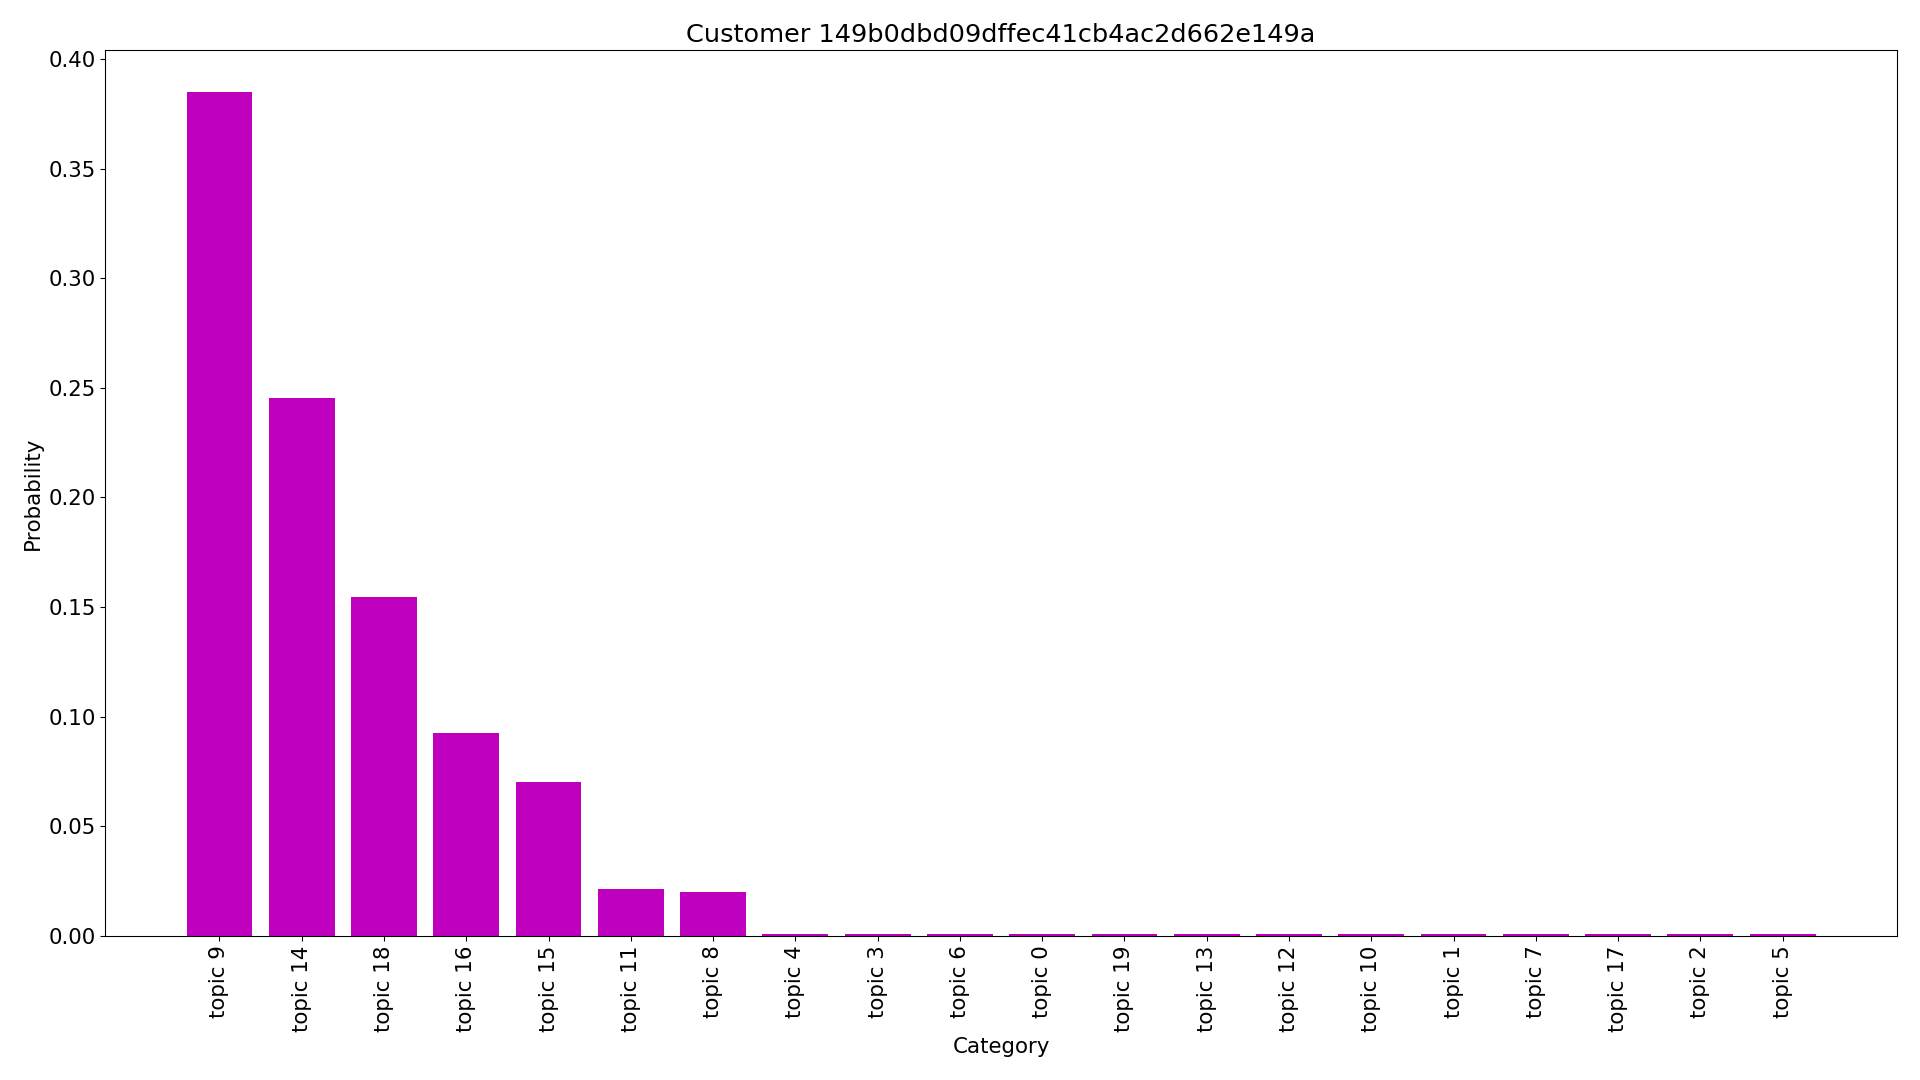 Customer 149b0dbd09dffec41cb4ac2d662e149a
0.40
0.35
0.30
0.25
0.20
0.15
0.10
0.05
0.00
Probability
topic 9
topic 14
topic 18
topic 16
topic 15
topic 11
topic 8
topic 4
topic 3
topic 6
topic 0
topic 19
topic 13
topic 12
topic 10
topic 1
topic 7
topic 17
topic 2
topic 5
Category